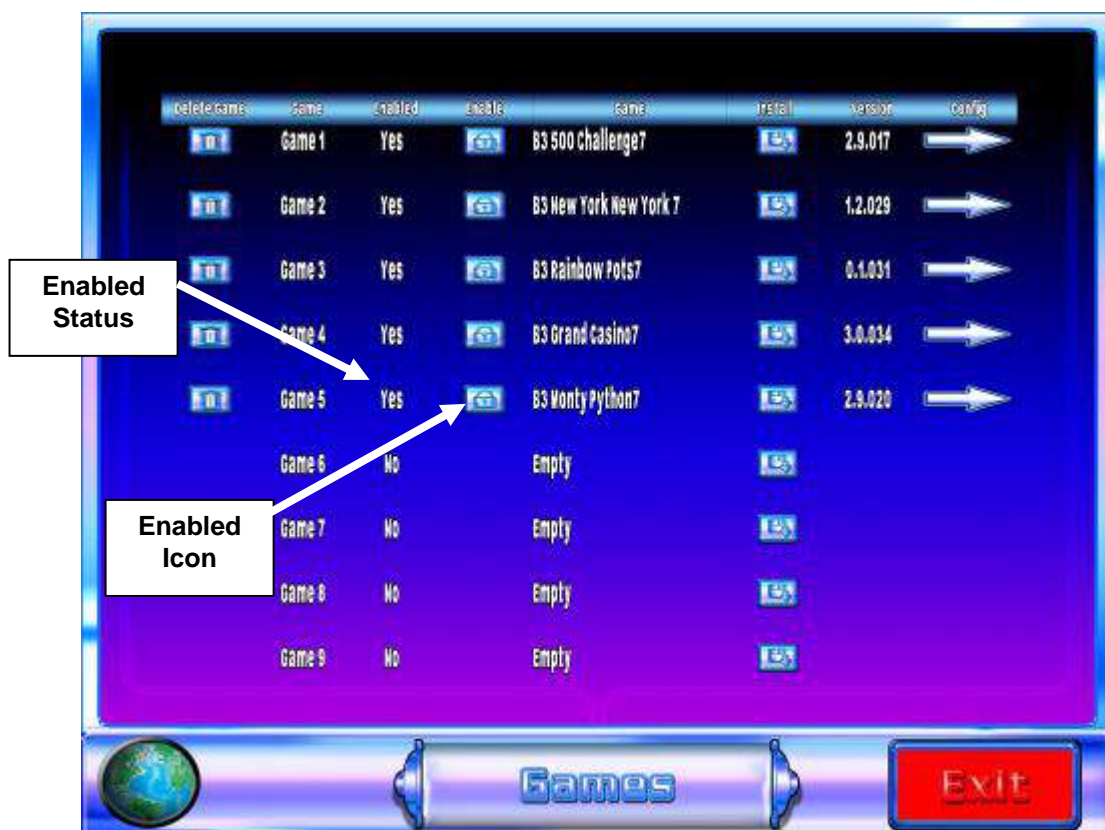 Delete Game Game Enabled Enable Game Install Version Config
Game 1 Yes B3 500 Challenge7 2.9.017
Game 2 Yes B3 New York New York 7 1.2.029
Game 3 Yes B3 Rainbow Pots7 0.1.031
Enabled
Status
Game 4 Yes B3 Grand Casino7 3.0.034
Game 5 Yes B3 Monty Python7 2.9.020
Game 6 No Empty
Enabled
Icon
Game 7 No Empty
Game 8 No Empty
Game 9 No Empty
Games
Exit